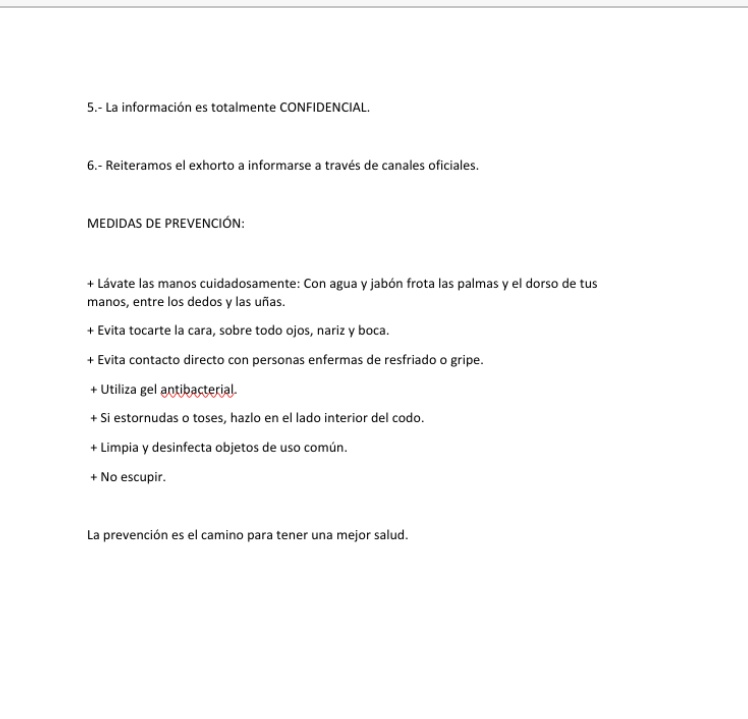 5.- La información es totalmente CONFIDENCIAL.
6.- Reiteramos el exhorto a informarse a través de canales oficiales.
MEDIDAS DE PREVENCIÓN:
+ Lávate las manos cuidadosamente: Con agua y jabón frota las palmas y el dorso de tus
manos, entre los dedos y las uñas.
+ Evita tocarte la cara, sobre todo ojos, nariz y boca.
+ Evita contacto directo con personas enfermas de resfriado o gripe.
+ Utiliza gel antibacterial.
+ Si estornudas o toses, hazlo en el lado interior del codo.
+ Limpia y desinfecta objetos de uso común.
+ No escupir.
La prevención es el camino para tener una mejor salud.